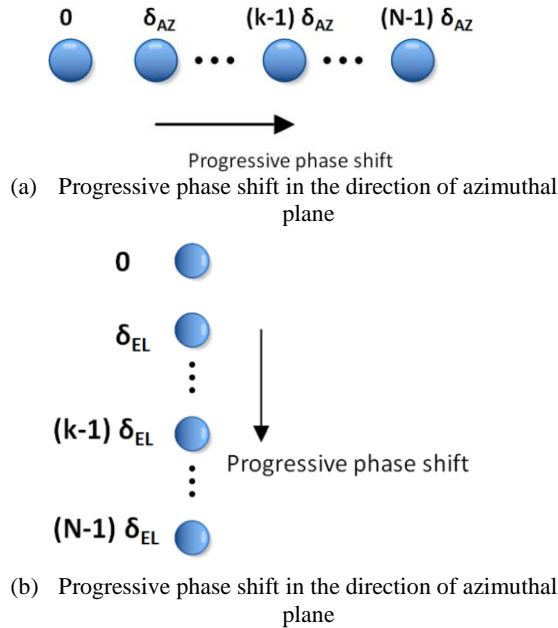 0 δAZ (k-1) δAZ (N-1) δAZ
Progressive phase shift
(a) Progressive phase shift in the direction of azimuthal
plane
0
δEL
(k-1) δEL
Progressive phase shift
(N-1) δEL
(b) Progressive phase shift in the direction of azimuthal
plane